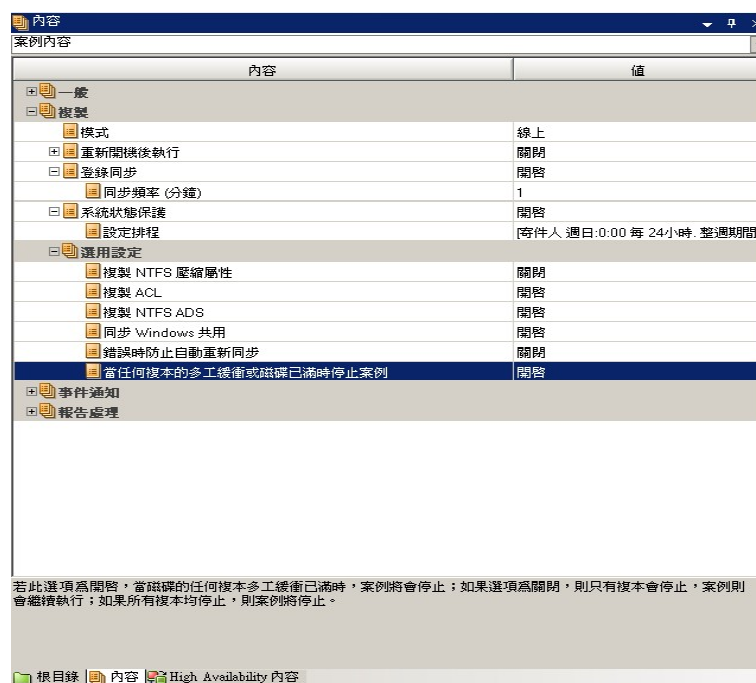 內容
案例內容
內容 值
一般
複製
模式 線上
重新開機後執行 關閉
登錄同步 開啓
同步頻率 (分鐘) 1
系統狀態保護 開啓
設定排程 [寄件人 週日:0:00 每 24小時. 整週期間
選用設定
複製 NTFS 壓縮屬性 關閉
複製 ACL 開啓
複製 NTFS ADS 開啓
同步 Windows 共用 開啓
錯誤時防止自動重新同步 關閉
當任何複本的多工緩衝或磁碟已滿時停止案例 開啓
事件通知
報告處理
若此選項爲開啓，當磁碟的任何複本多工緩衝已滿時，案例將會停止；如果選項爲關閉，則只有複本會停止，案例則
會繼續執行；如果所有複本均停止，則案例將停止。
根目錄 內容 High Availability 內容